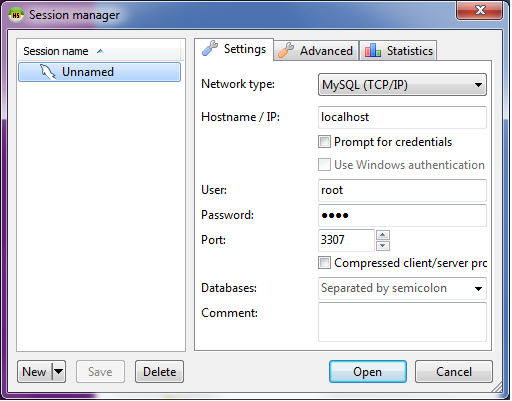 HS Session manager
Session name
Unnamed
Settings
Advanced
Statistics
Network type:
MySQL (TCP/IP)
Hostname / IP:
localhost
Prompt for credentials
Use Windows authentication
User:
root
Password:
●●●●
Port:
3307
Compressed client/server pro
Databases:
Separated by semicolon
Comment:
New
Save
Delete
Open
Cancel